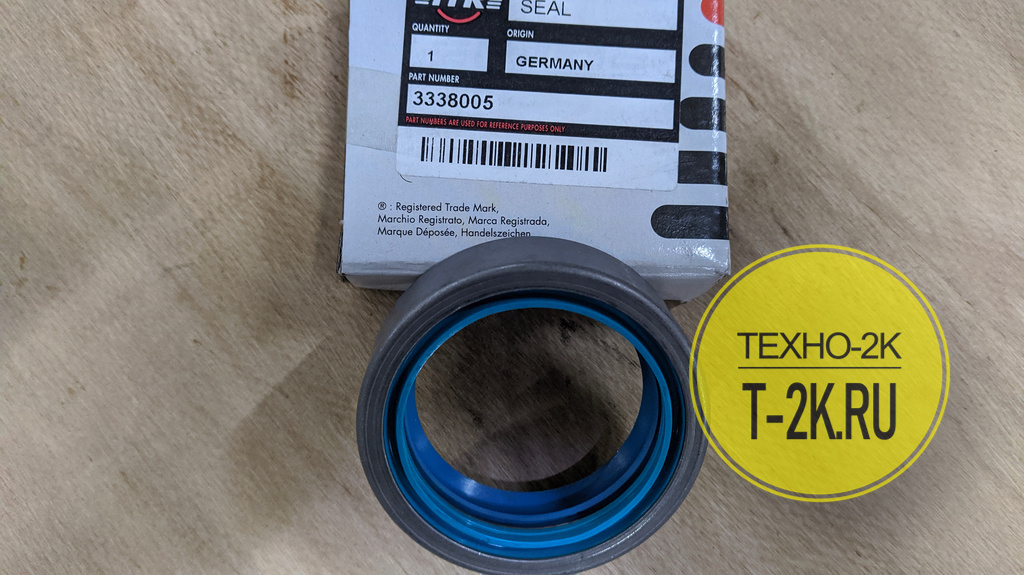 SEAL
QUANTITY
ORIGIN
1
GERMANY
PART NUMBER
3338005
PART NUMBERS ARE USED FOR REFERENCE PURPOSES ONLY
® : Registered Trade Mark,
Marchio Registrato, Marca Registrada,
Marque Déposée, Handelszeichen
ТЕХНО-2К
T-2K.RU